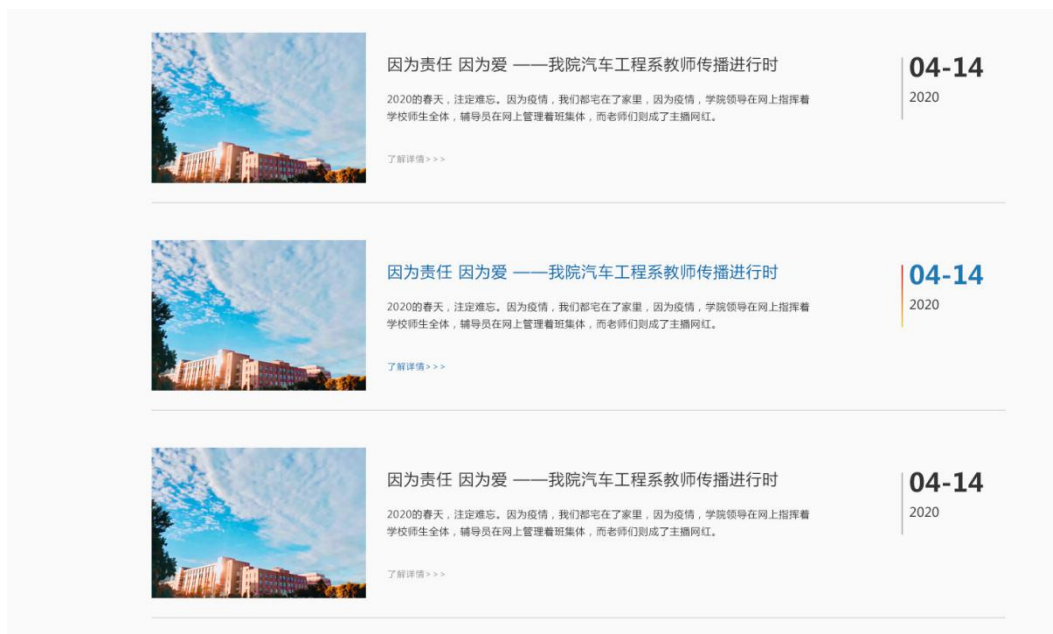 因为责任 因为爱 ——我院汽车工程系教师传播进行时
2020的春天，注定难忘。因为疫情，我们都宅在了家里，因为疫情，学院领导在网上指挥着
学校师生全体，辅导员在网上管理着班集体，而老师们则成了主播网红。
了解详情>>>
04-14
2020
因为责任 因为爱 ——我院汽车工程系教师传播进行时
2020的春天，注定难忘。因为疫情，我们都宅在了家里，因为疫情，学院领导在网上指挥着
学校师生全体，辅导员在网上管理着班集体，而老师们则成了主播网红。
了解详情>>>
04-14
2020
因为责任 因为爱 ——我院汽车工程系教师传播进行时
2020的春天，注定难忘。因为疫情，我们都宅在了家里，因为疫情，学院领导在网上指挥着
学校师生全体，辅导员在网上管理着班集体，而老师们则成了主播网红。
了解详情>>>
04-14
2020